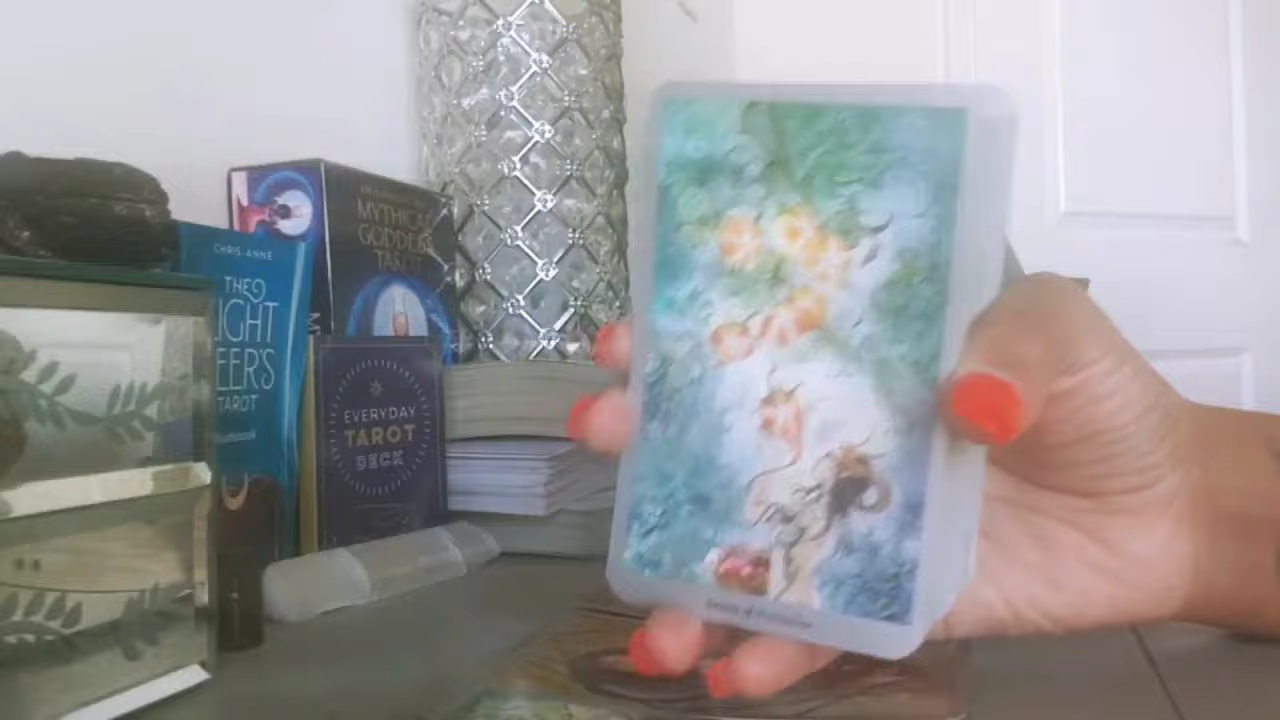 CHRIS-ANNE
THE
LIGHT
SEER'S
TAROT
MYTHICAL
GODDESS
TAROT
EVERYDAY
TAROT
DECK